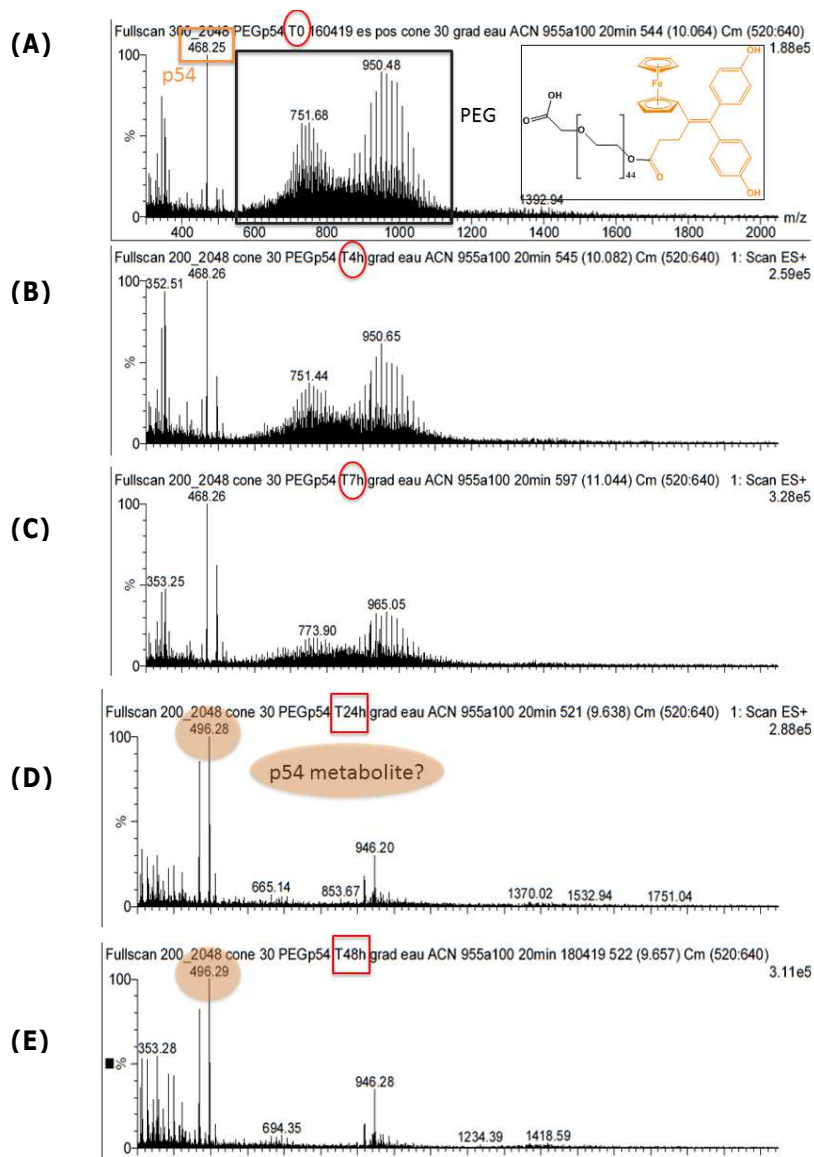 (A)
Fullscan 300_2048 PEGp54 T0 160419 es pos cone 30 grad eau ACN 955a100 20min 544 (10.064) Cm (520:640)
1.88e5
100
468.25
p54
751.68
950.48
PEG
%
1392.94
0
400
600
800
1000
1200
1400
1600
1800
2000
m/z
OH
O
O
44
O
O
Fe
OH
OH
(B)
Fullscan 200_2048 cone 30 PEGp54 T4h grad eau ACN 955a100 20min 545 (10.082) Cm (520:640) 1: Scan ES+
2.59e5
100
468.26
352.51
751.44
950.65
%
0
(C)
Fullscan 200_2048 cone 30 PEGp54 T7h grad eau ACN 955a100 20min 597 (11.044) Cm (520:640) 1: Scan ES+
3.28e5
100
468.26
353.25
773.90
965.05
%
0
(D)
Fullscan 200_2048 cone 30 PEGp54 T24h grad eau ACN 955a100 20min 521 (9.638) Cm (520:640) 1: Scan ES+
2.88e5
100
496.28
p54 metabolite?
%
665.14
853.67
946.20
1370.02
1532.94
1751.04
0
(E)
Fullscan 200_2048 cone 30 PEGp54 T48h grad eau ACN 955a100 20min 180419 522 (9.657) Cm (520:640)
3.11e5
100
496.29
353.28
%
694.35
946.28
1234.39
1418.59
0